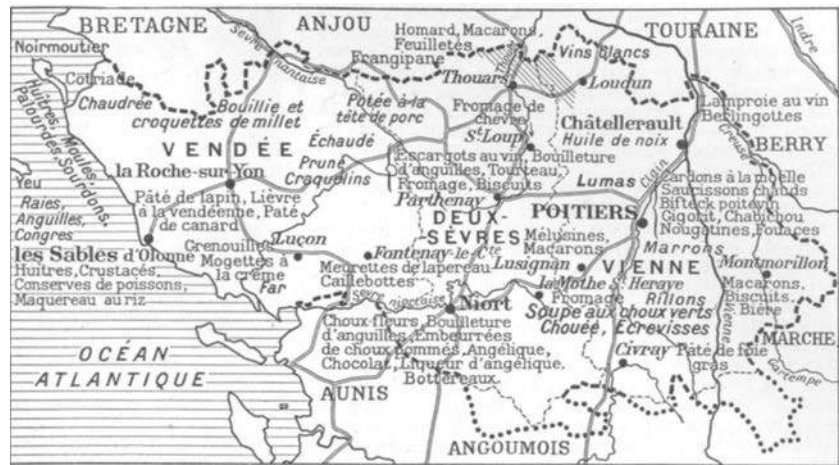 BRETAGNE
ANJOU
TOURAINE
Noirmoutier
Sèvre Nantaise
Homard, Macarons,
Feuilletés
Frangipane
Thouet
Vins blancs
Indre
Cotriade
Chaudrée
Huîtres, Moules,
Palourdes, Sourdons,
Thouars
Loudun
Bouillie et
croquettes de millet
Potée à la
tête de porc
Fromage de
chèvre
St Loup
Châtellerault
Huile de noix
Lamproie au vin
Berlingottes
Creuse
BERRY
VENDÉE
Échaudé
la Roche-sur-Yon
Prune
Craquelins
Escargots au vin, Bouilleture
d'anguilles, Tourteau,
Fromage, Biscuits
Lumas
Clain
Parthenay
Yeu
Raies,
Anguilles,
Congres
Pâté de lapin, Lièvre
à la vendéenne, Pâté
de canard
DEUX-
SÈVRES
POITIERS
Cardons à la moelle
Saucissons chauds
Bifteck poitevin
Gigorit, Chabichou
Nougatines, Fouaces
les Sables d'Olonne
Huîtres, Crustacés,
Conserves de poissons,
Maquereau au riz
Grenouilles
Luçon
Mogettes à
la crème
Far
Fontenay-le-Cte
Meurettes de lapereau
Caillebottes
Mélusines,
Macarons
Lusignan
Marrons
VIENNE
Montmorillon
Macarons,
Biscuits,
Bière
Sèvre niortaise
Niort
la Mothe St Heraye
Fromage
Rillons
Soupe aux choux verts
Chouée, Écrevisses
Vienne
Choux-fleurs, Bouilleture
d'anguilles, Embeurrées
de choux pommés, Angélique,
Chocolat, Liqueur d'angélique,
Bottereaux
Civray
Pâté de foie
gras
MARCHE
Gartempe
OCÉAN
ATLANTIQUE
AUNIS
ANGOUMOIS